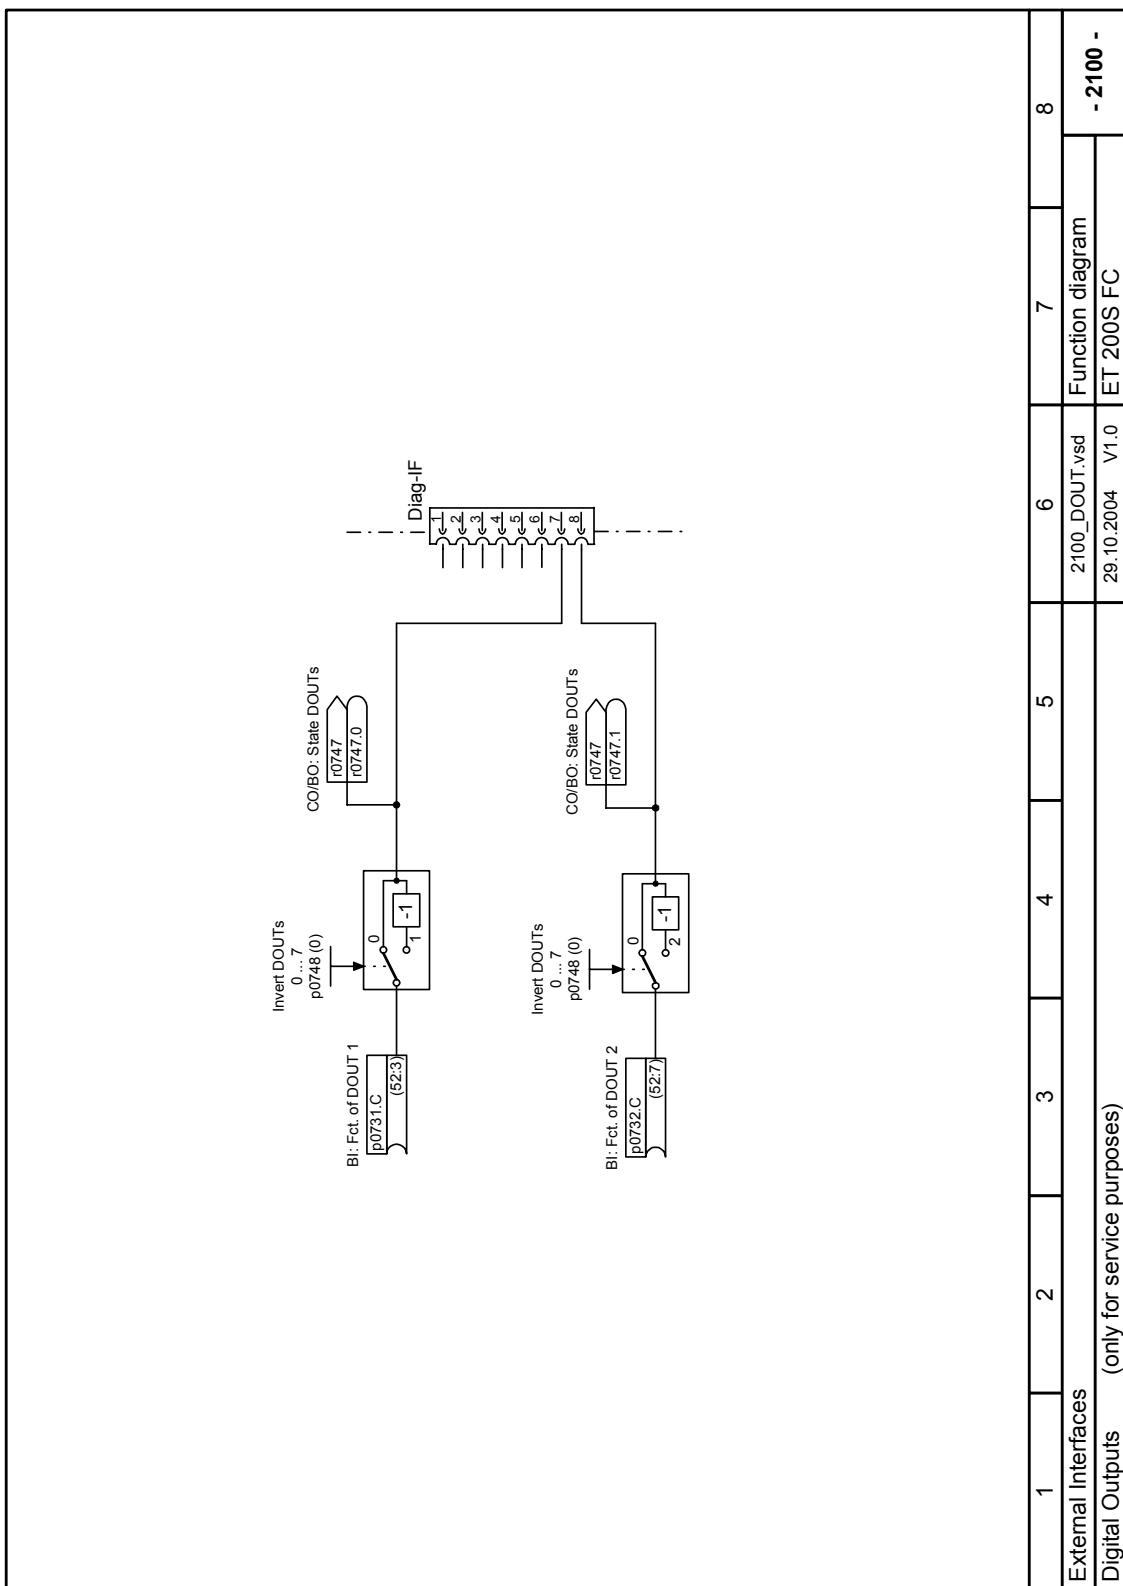 Diag-IF
1
2
3
4
5
6
7
8
CO/BO: State DOUTs
r0747
r0747.0
Invert DOUTs
0 ... 7
p0748 (0)
0
1
-1
BI: Fct. of DOUT 1
p0731.C
(52:3)
CO/BO: State DOUTs
r0747
r0747.1
Invert DOUTs
0 ... 7
p0748 (0)
0
2
-1
BI: Fct. of DOUT 2
p0732.C
(52:7)
1 2 3 4 5 6 7 8
External Interfaces 2100_DOUT.vsd Function diagram
- 2100 -
Digital Outputs (only for service purposes) 29.10.2004 V1.0 ET 200S FC